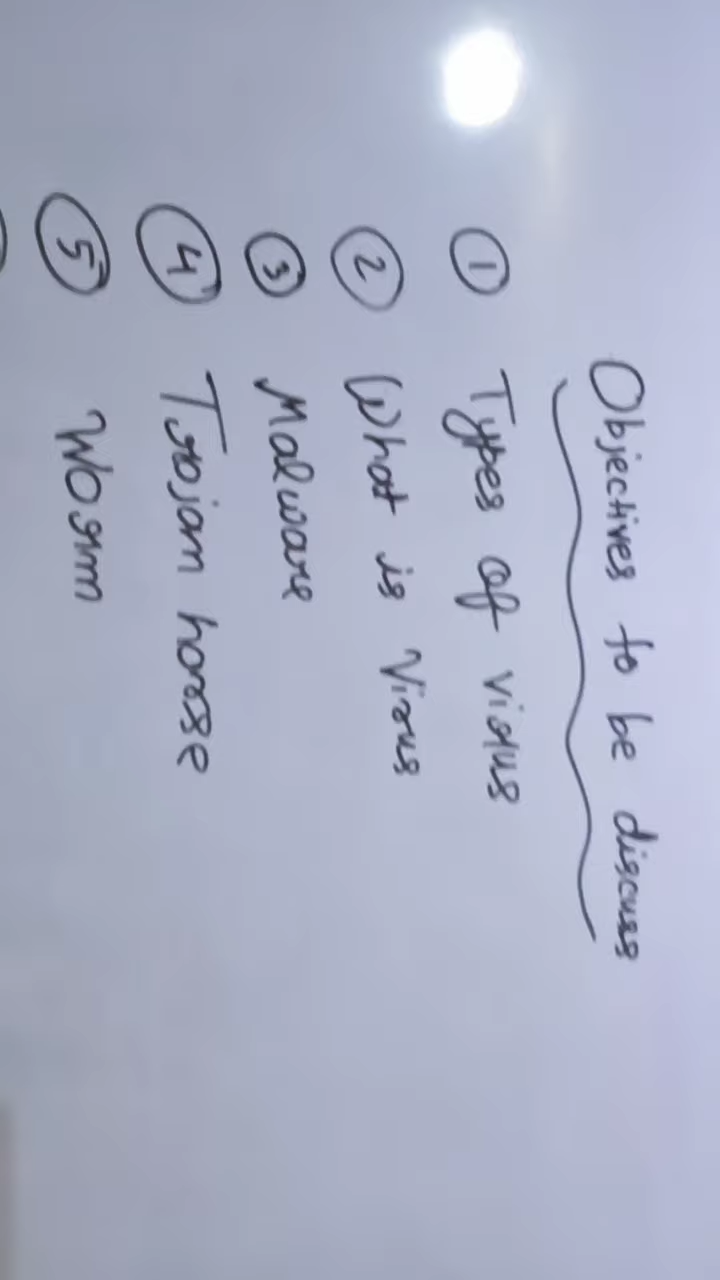 Objectives to be discuss
① Types of virus
② What is Virus
③ Malware
④ Trojan horse
⑤ Worm